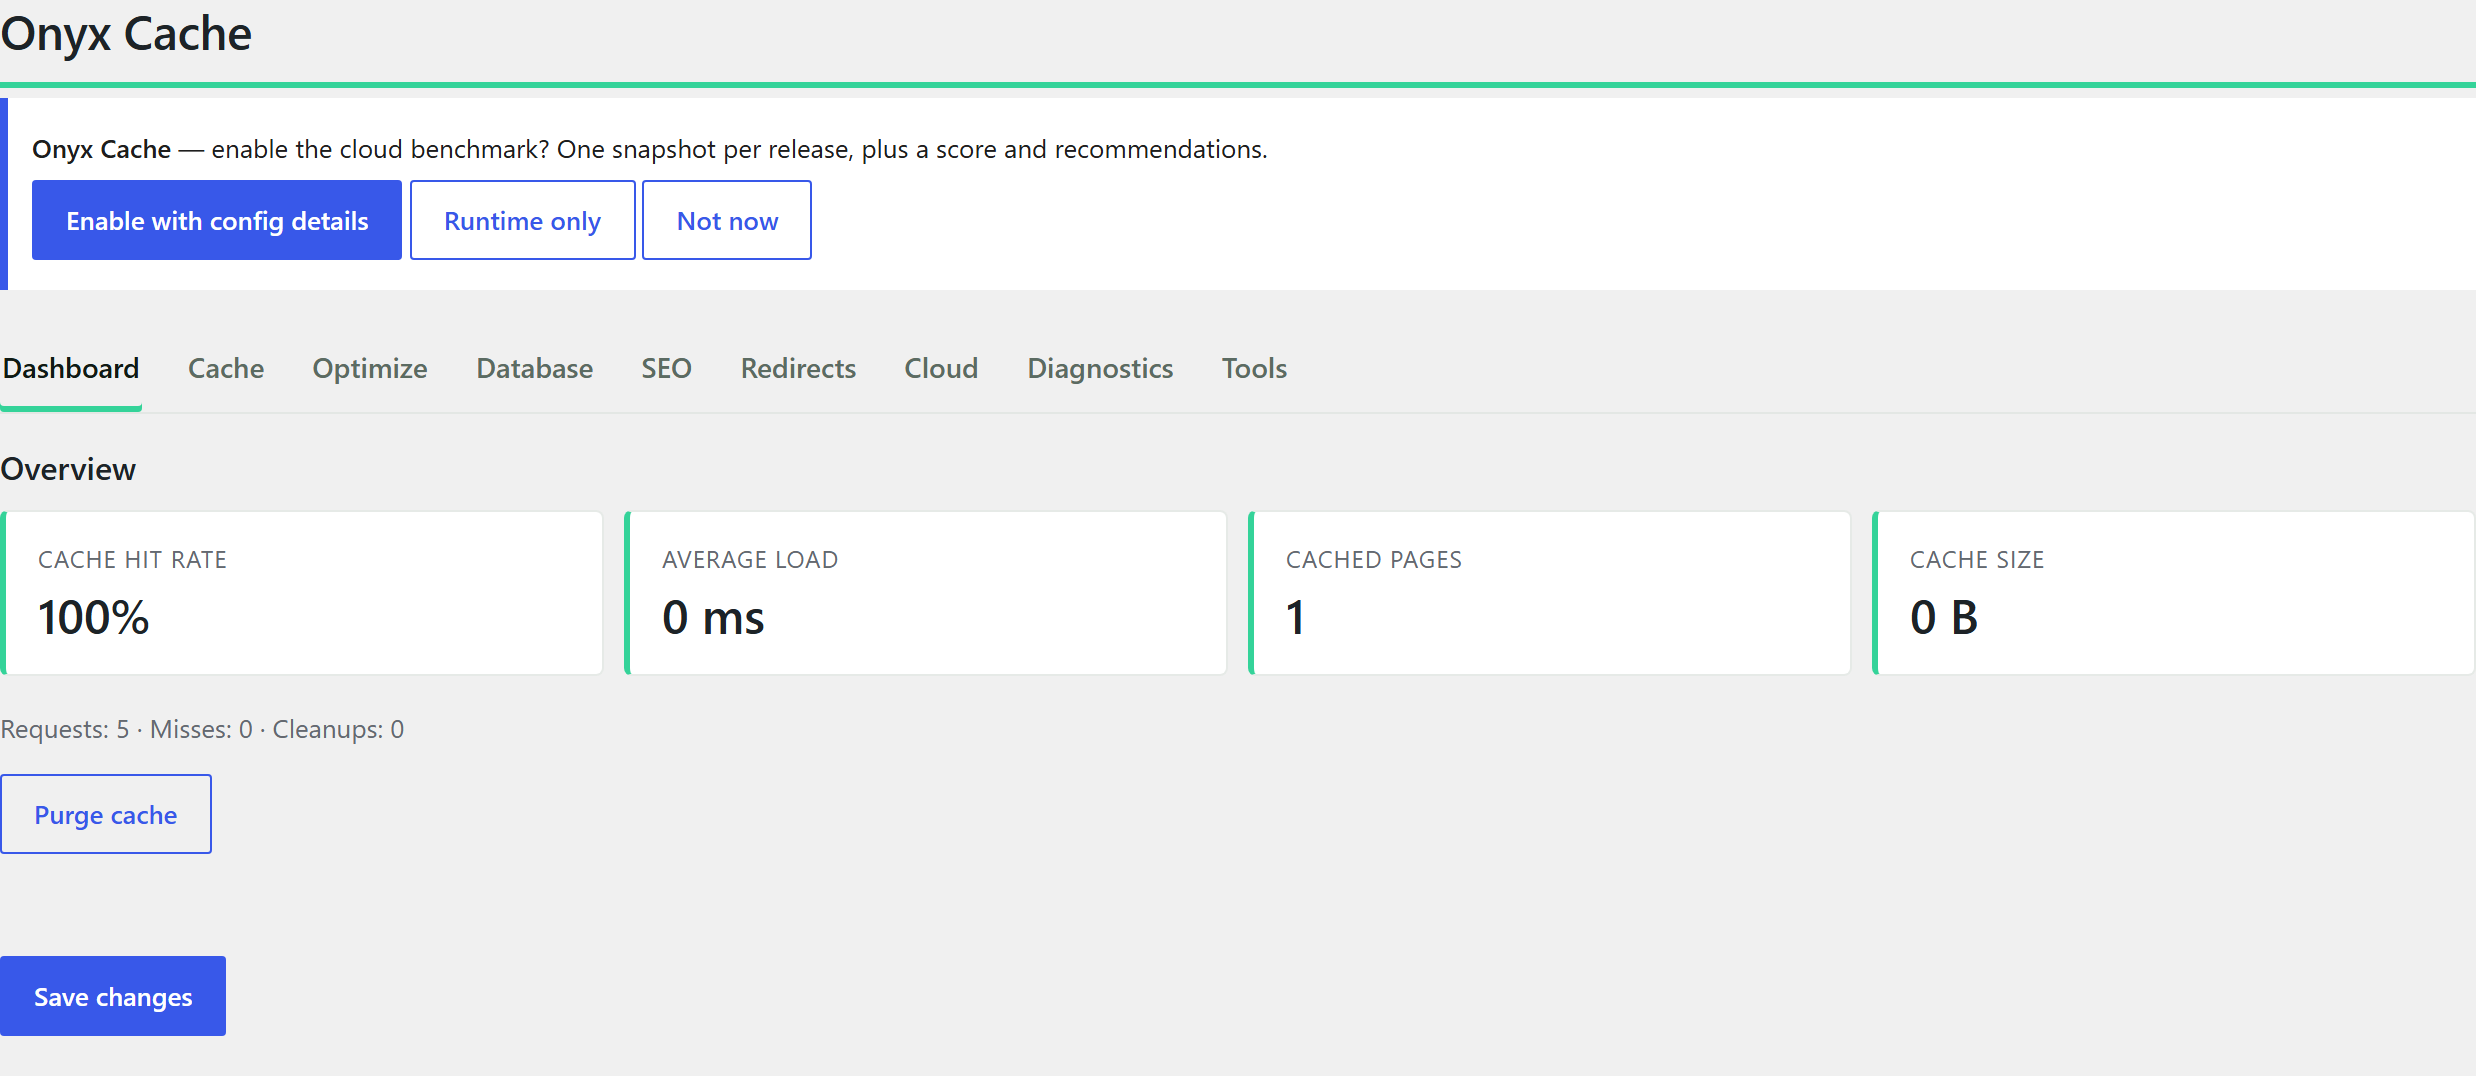 Onyx Cache
Onyx Cache — enable the cloud benchmark? One snapshot per release, plus a score and recommendations.
Enable with config details Runtime only Not now
Dashboard Cache Optimize Database SEO Redirects Cloud Diagnostics Tools
Overview
CACHE HIT RATE AVERAGE LOAD CACHED PAGES CACHE SIZE
100% 0 ms 1 0 B
Requests: 5 · Misses: 0 · Cleanups: 0
Purge cache
Save changes